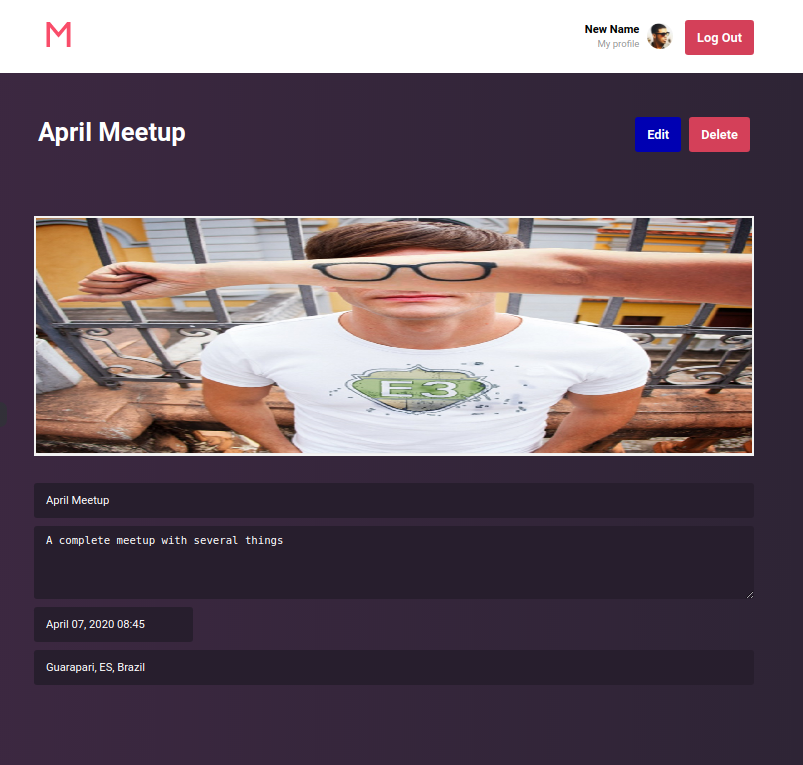 M
New Name
My profile
Log Out
April Meetup
Edit
Delete
E3
April Meetup
A complete meetup with several things
April 07, 2020 08:45
Guarapari, ES, Brazil